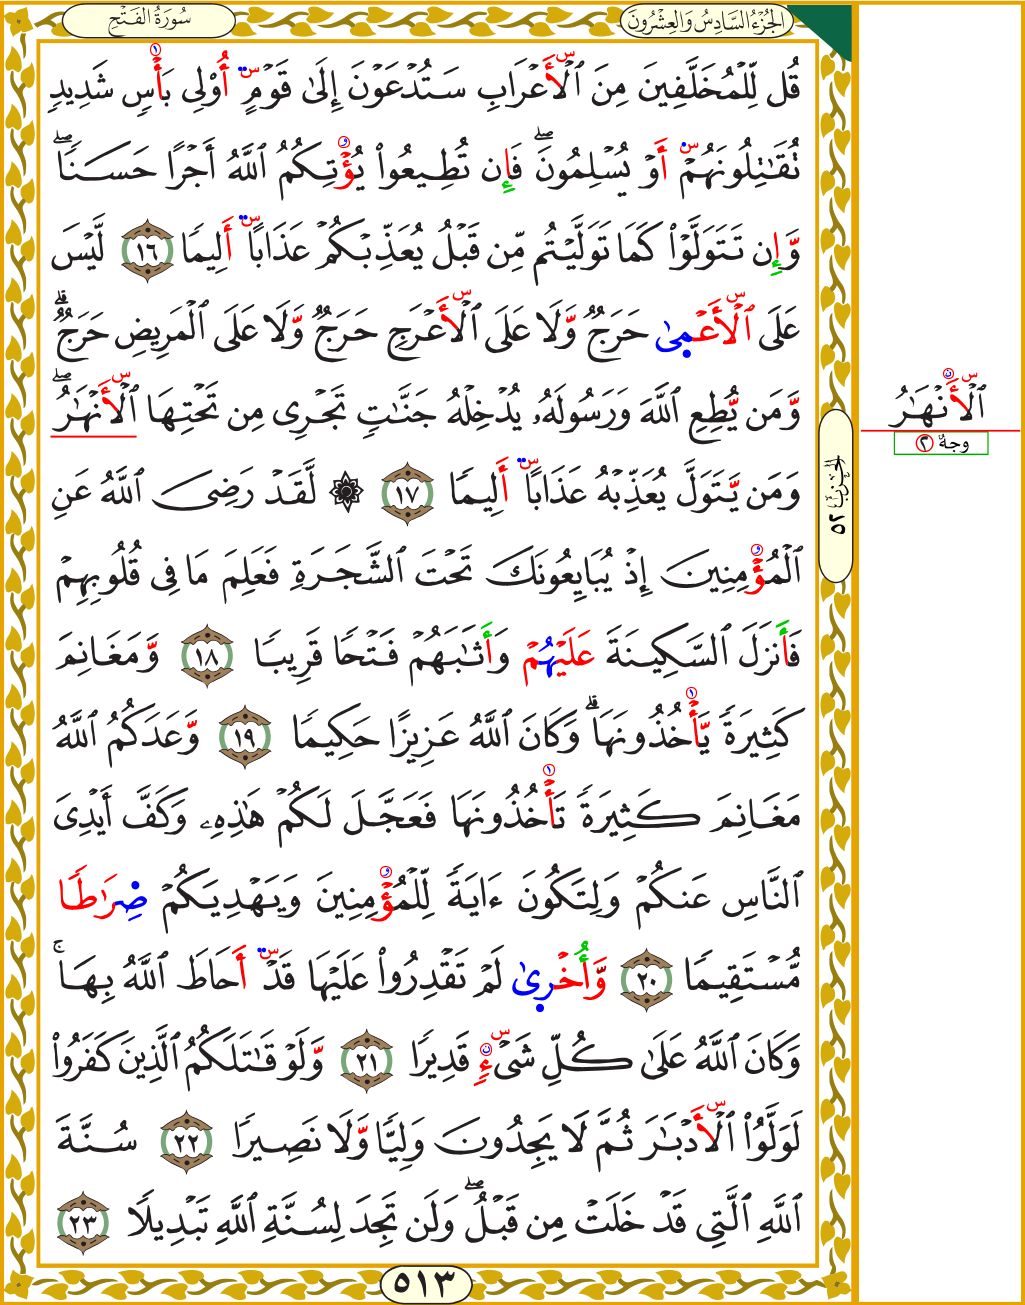 الجُزْءُ السَّادِسُ وَالعِشْرُونَ
سُورَةُ الفَتْحِ
قُل لِّلْمُخَلَّفِينَ مِنَ ٱلْأَعْرَابِ سَتُدْعَوْنَ إِلَىٰ قَوْمٍ أُو۟لِى بَأْسٍ شَدِيدٍ
تُقَـٰتِلُونَهُمْ أَوْ يُسْلِمُونَ ۖ فَإِن تُطِيعُوا۟ يُؤْتِكُمُ ٱللَّهُ أَجْرًا حَسَنًا ۖ
وَّإِن تَتَوَلَّوْا۟ كَمَا تَوَلَّيْتُم مِّن قَبْلُ يُعَذِّبْكُمْ عَذَابًا أَلِيمًا ١٦ لَّيْسَ
عَلَى ٱلْأَعْمِىٰ حَرَجٌ وَّلَا عَلَى ٱلْأَعْرَجِ حَرَجٌ وَّلَا عَلَى ٱلْمَرِيضِ حَرَجٌ ۗ
وَّمَن يُّطِعِ ٱللَّهَ وَرَسُولَهُۥ يُدْخِلْهُ جَنَّـٰتٍ تَجْرِى مِن تَحْتِهَا ٱلْأَنْهَـٰرُ ۖ
وَمَن يَّتَوَلَّ يُعَذِّبْهُ عَذَابًا أَلِيمًا ١٧ ۞ لَّقَدْ رَضِىَ ٱللَّهُ عَنِ
ٱلْمُؤْمِنِينَ إِذْ يُبَايِعُونَكَ تَحْتَ ٱلشَّجَرَةِ فَعَلِمَ مَا فِى قُلُوبِهِمْ
فَأَنزَلَ ٱلسَّكِينَةَ عَلَيْهُمْ وَأَثَـٰبَهُمْ فَتْحًا قَرِيبًا ١٨ وَّمَغَانِمَ
كَثِيرَةً يَّأْخُذُونَهَا ۗ وَكَانَ ٱللَّهُ عَزِيزًا حَكِيمًا ١٩ وَّعَدَكُمُ ٱللَّهُ
مَغَانِمَ كَثِيرَةً تَأْخُذُونَهَا فَعَجَّلَ لَكُمْ هَـٰذِهِۦ وَكَفَّ أَيْدِىَ
ٱلنَّاسِ عَنكُمْ وَلِتَكُونَ ءَايَةً لِّلْمُؤْمِنِينَ وَيَهْدِيَكُمْ صِرَٰطًا
مُّسْتَقِيمًا ٢٠ وَّأُخْرِىٰ لَمْ تَقْدِرُوا۟ عَلَيْهَا قَدْ أَحَاطَ ٱللَّهُ بِهَا ۚ
وَكَانَ ٱللَّهُ عَلَىٰ كُلِّ شَىْءٍ قَدِيرًا ٢١ وَّلَوْ قَـٰتَلَكُمُ ٱلَّذِينَ كَفَرُوا۟
لَوَلَّوُا۟ ٱلْأَدْبَـٰرَ ثُمَّ لَا يَجِدُونَ وَلِيًّا وَّلَا نَصِيرًا ٢٢ سُنَّةَ
ٱللَّهِ ٱلَّتِى قَدْ خَلَتْ مِن قَبْلُ ۖ وَلَن تَجِدَ لِسُنَّةِ ٱللَّهِ تَبْدِيلًا ٢٣
ٱلْأَنْهَـٰرُ
وجهٌ ٢
الحِزْبُ ٥٢
٥١٣